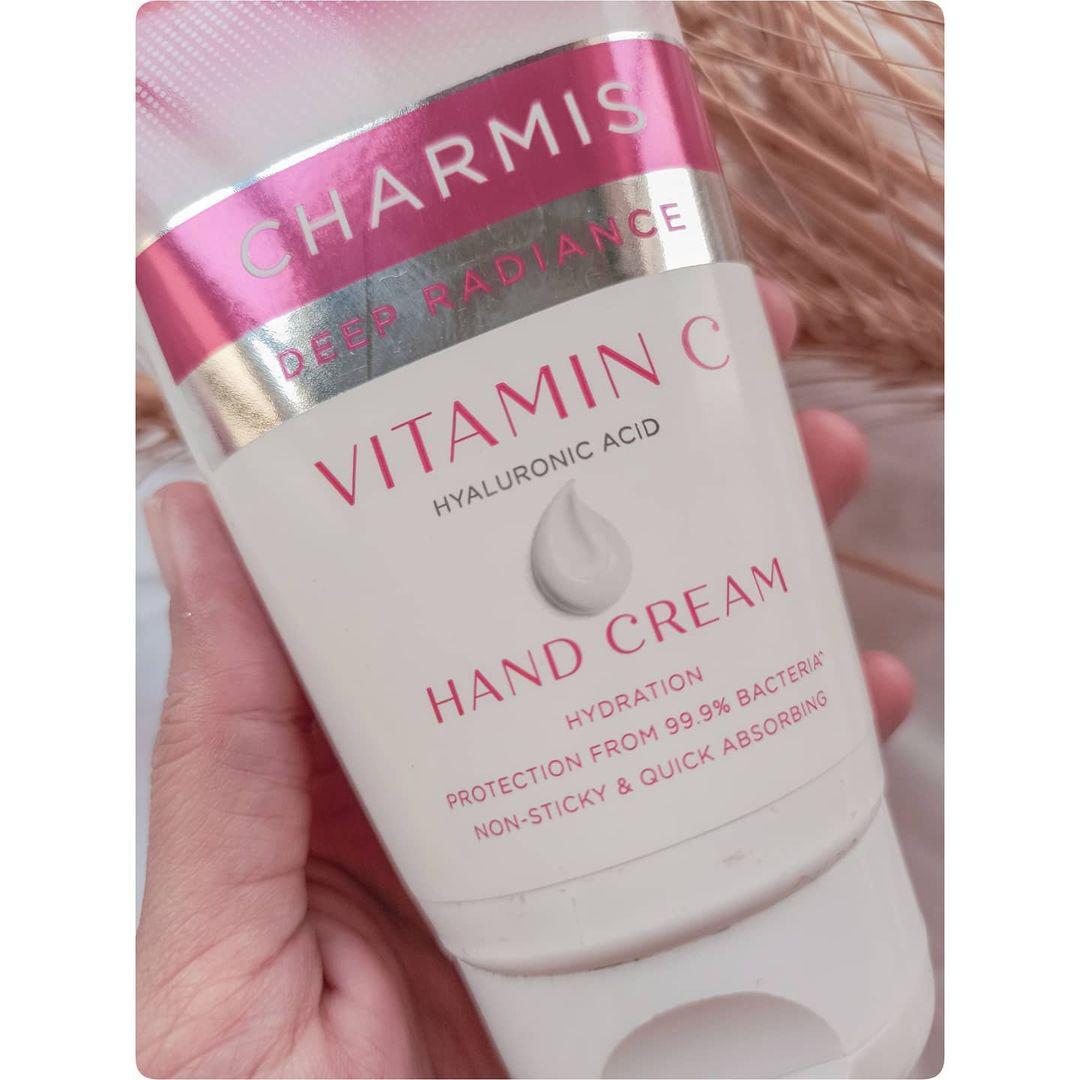 CHARMIS
DEEP RADIANCE
VITAMIN C
HYALURONIC ACID
HAND CREAM
HYDRATION
PROTECTION FROM 99.9% BACTERIA^
NON-STICKY & QUICK ABSORBING